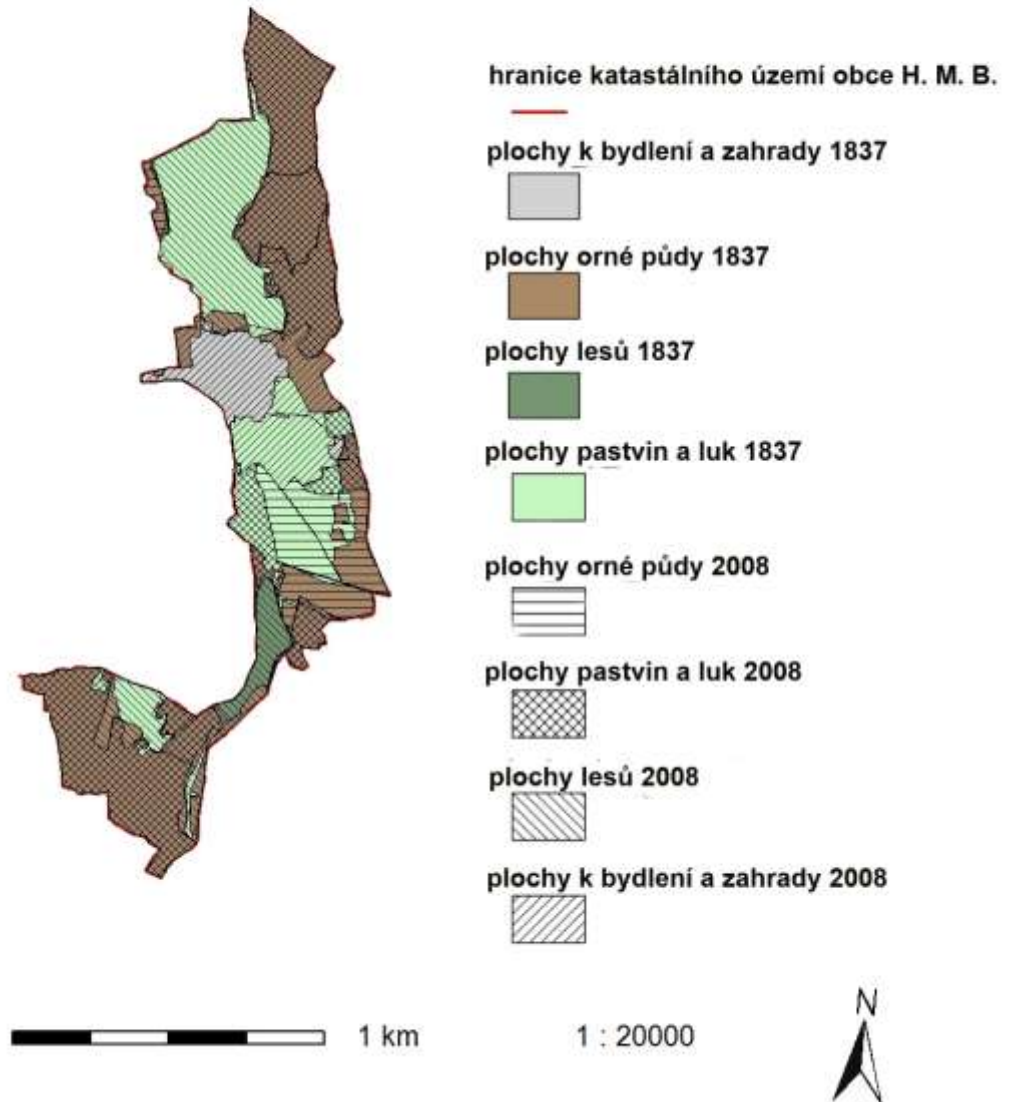 hranice katastálního území obce H. M. B.
plochy k bydlení a zahrady 1837
plochy orné půdy 1837
plochy lesů 1837
plochy pastvin a luk 1837
plochy orné půdy 2008
plochy pastvin a luk 2008
plochy lesů 2008
plochy k bydlení a zahrady 2008
1 km
1 : 20000
N